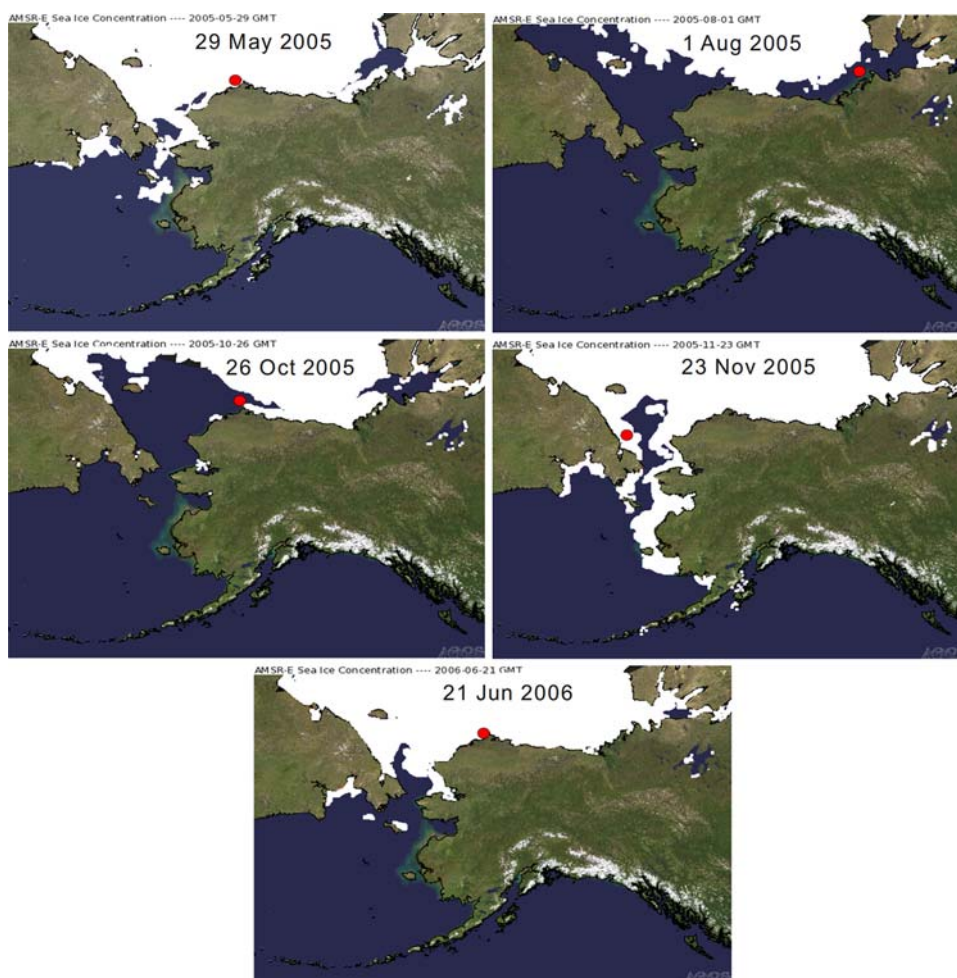 AMSR-E Sea Ice Concentration ---- 2005-05-29 GMT
29 May 2005
AMSR-E Sea Ice Concentration ---- 2005-08-01 GMT
1 Aug 2005
AMSR-E Sea Ice Concentration ---- 2005-10-26 GMT
26 Oct 2005
AMSR-E Sea Ice Concentration ---- 2005-11-23 GMT
23 Nov 2005
AMSR-E Sea Ice Concentration ---- 2006-06-21 GMT
21 Jun 2006